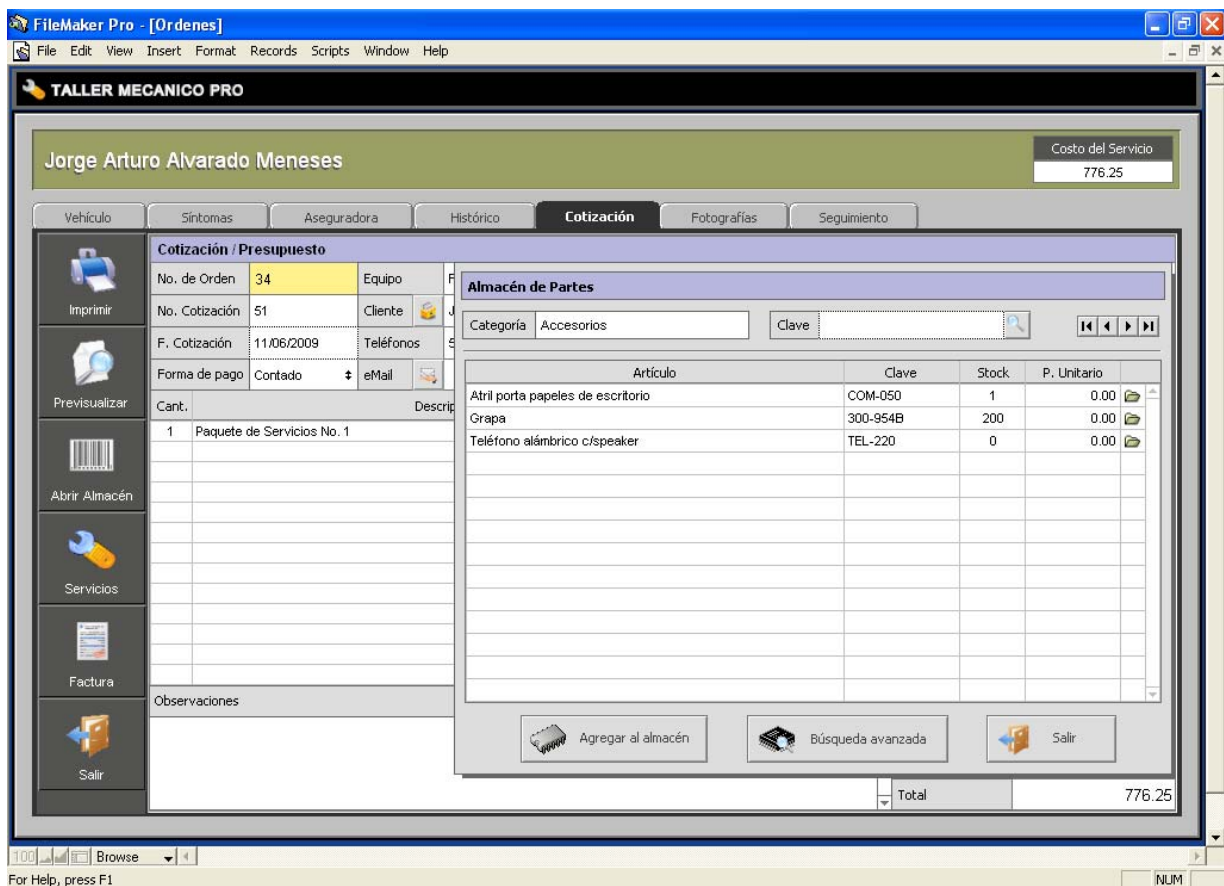 FileMaker Pro - [Ordenes]
File Edit View Insert Format Records Scripts Window Help
TALLER MECANICO PRO
Jorge Arturo Alvarado Meneses
Costo del Servicio
776.25
Vehículo Síntomas Aseguradora Histórico Cotización Fotografías Seguimiento
Imprimir
Previsualizar
Abrir Almacén
Servicios
Factura
Salir
Cotización / Presupuesto
No. de Orden 34 Equipo
No. Cotización 51 Cliente
F. Cotización 11/06/2009 Teléfonos
Forma de pago Contado eMail
Cant. Descrip
1 Paquete de Servicios No. 1
Observaciones
Almacén de Partes
Categoría Accesorios Clave
Artículo Clave Stock P. Unitario
Atril porta papeles de escritorio COM-050 1 0.00
Grapa 300-954B 200 0.00
Teléfono alámbrico c/speaker TEL-220 0 0.00
Agregar al almacén Búsqueda avanzada Salir
Total 776.25
100 Browse
For Help, press F1 NUM